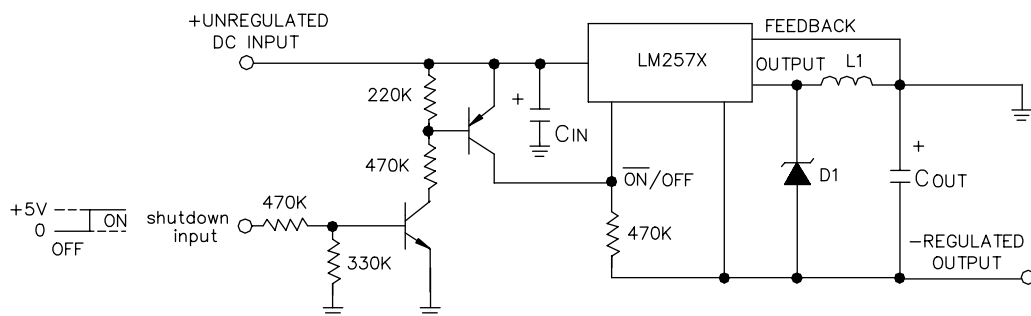 +UNREGULATED
DC INPUT
FEEDBACK
LM257X
OUTPUT
L1
220K
+
CIN
470K
ON/OFF
D1
+
COUT
+5V
0
ON
OFF
shutdown
input
470K
330K
470K
-REGULATED
OUTPUT